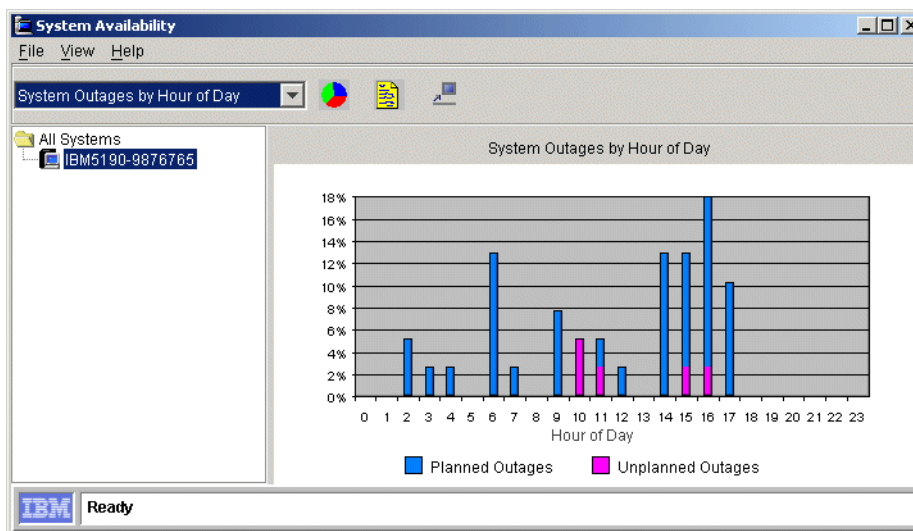 System Availability
File View Help
System Outages by Hour of Day
All Systems
IBM5190-9876765
System Outages by Hour of Day
18%
16%
14%
12%
10%
8%
6%
4%
2%
0%
0 1 2 3 4 5 6 7 8 9 10 11 12 13 14 15 16 17 18 19 20 21 22 23
Hour of Day
Planned Outages Unplanned Outages
IBM Ready